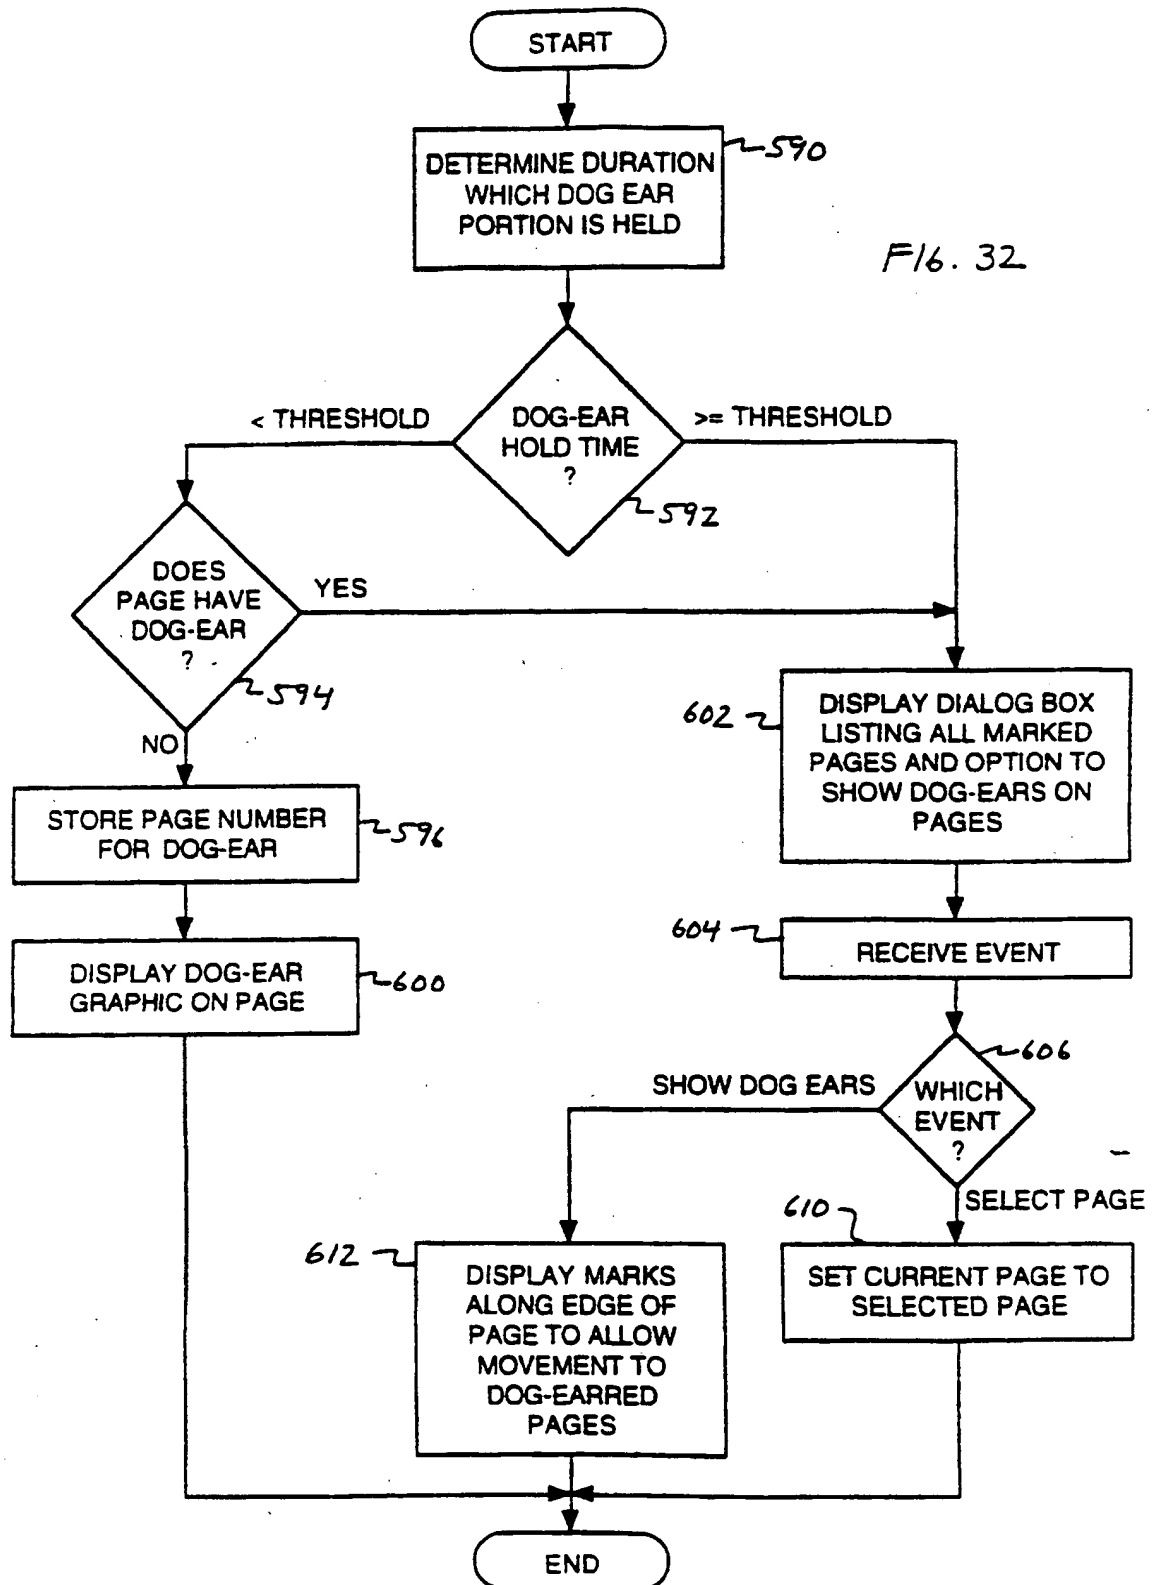 START
DETERMINE DURATION
WHICH DOG EAR
PORTION IS HELD
590
FIG. 32
< THRESHOLD
DOG-EAR
HOLD TIME
?
>= THRESHOLD
592
DOES
PAGE HAVE
DOG-EAR
?
YES
594
NO
602
DISPLAY DIALOG BOX
LISTING ALL MARKED
PAGES AND OPTION TO
SHOW DOG-EARS ON
PAGES
STORE PAGE NUMBER
FOR DOG-EAR
596
604
RECEIVE EVENT
DISPLAY DOG-EAR
GRAPHIC ON PAGE
600
606
SHOW DOG EARS
WHICH
EVENT
?
SELECT PAGE
610
612
DISPLAY MARKS
ALONG EDGE OF
PAGE TO ALLOW
MOVEMENT TO
DOG-EARRED
PAGES
SET CURRENT PAGE TO
SELECTED PAGE
END